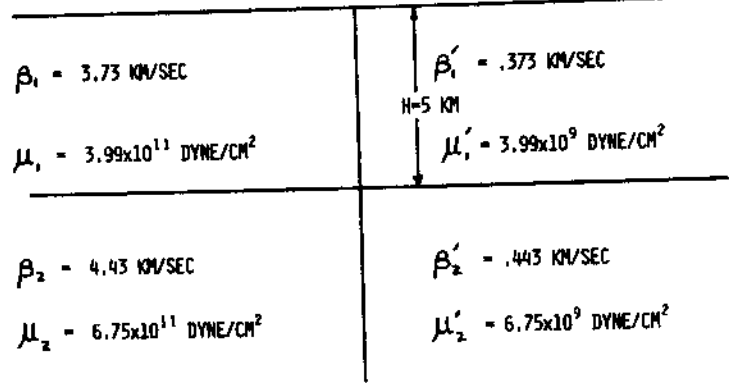 β₁ = 3.73 KM/SEC
β₁′ = .373 KM/SEC
H=5 KM
μ₁ = 3.99x10¹¹ DYNE/CM²
μ₁′ = 3.99x10⁹ DYNE/CM²
β₂ = 4.43 KM/SEC
β₂′ = .443 KM/SEC
μ₂ = 6.75x10¹¹ DYNE/CM²
μ₂′ = 6.75x10⁹ DYNE/CM²